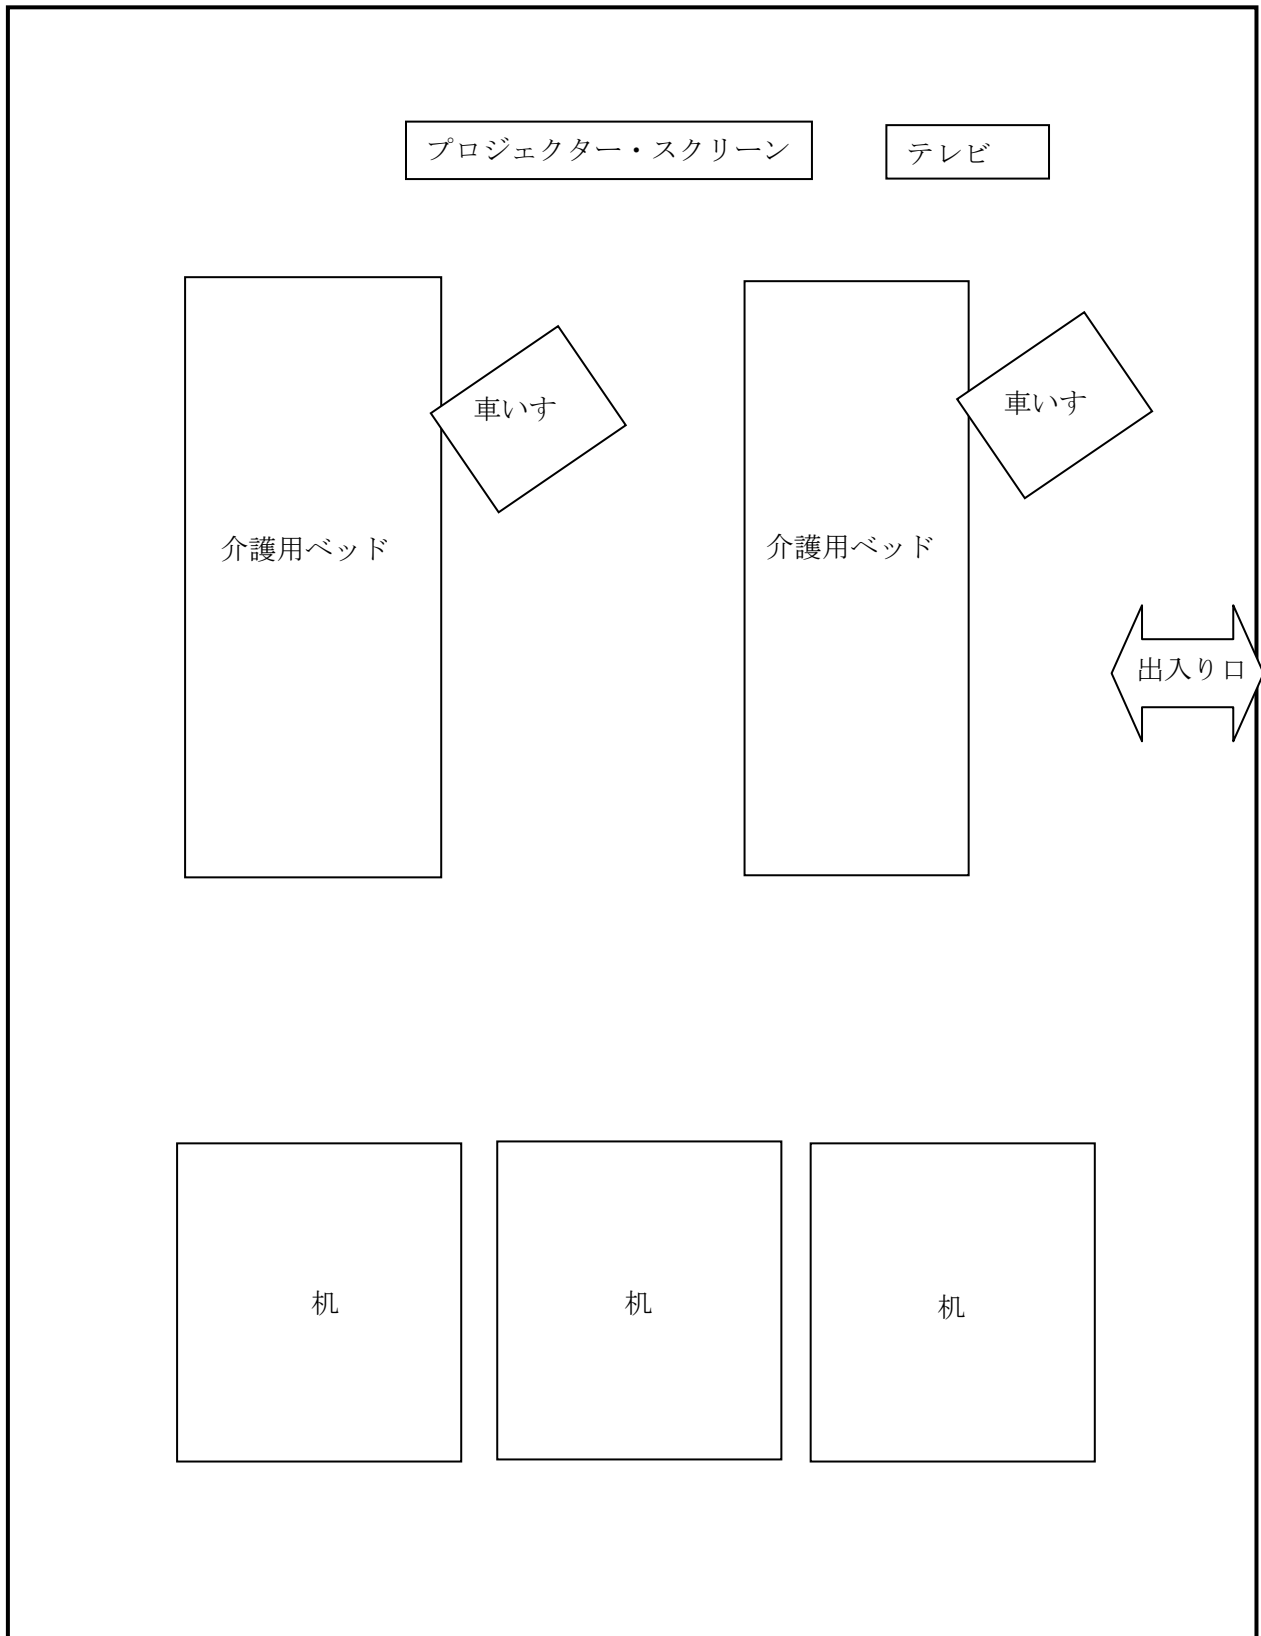 プロジェクター・スクリーン
テレビ
車いす
車いす
介護用ベッド
介護用ベッド
出入り口
机
机
机